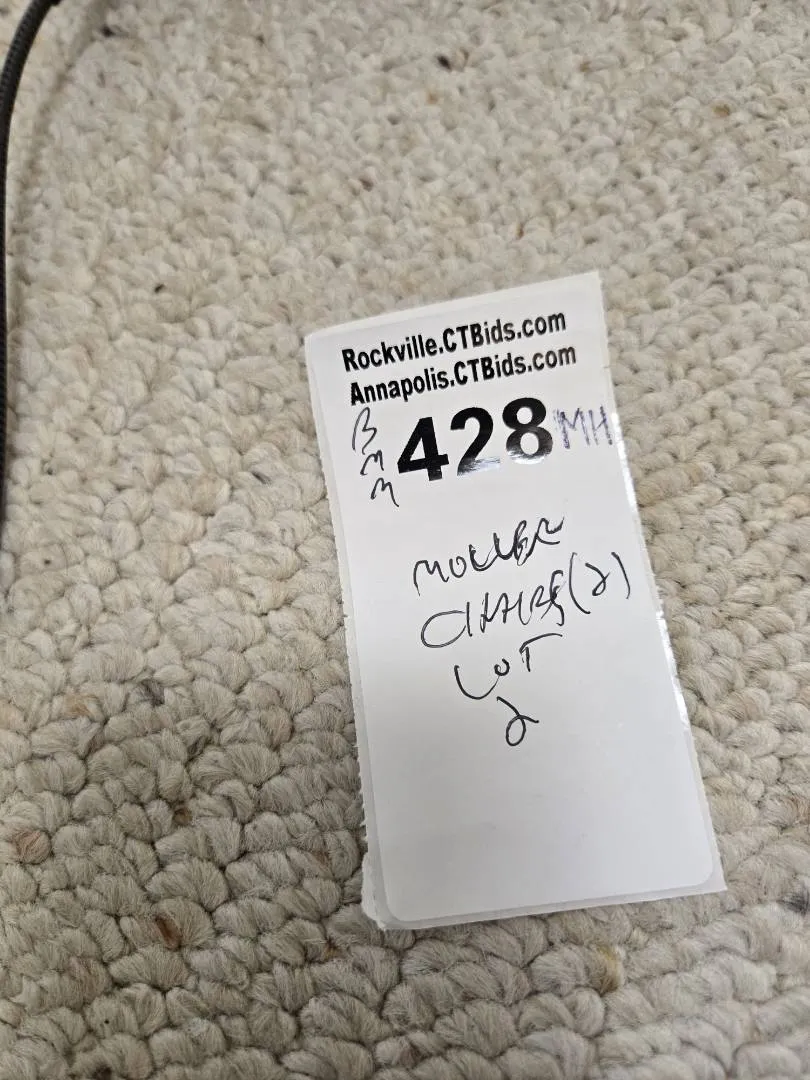 Rockville.CTBids.com
Annapolis.CTBids.com
B
M
M
428 MH
MOLLER
CHAIRS (2)
LOT
2